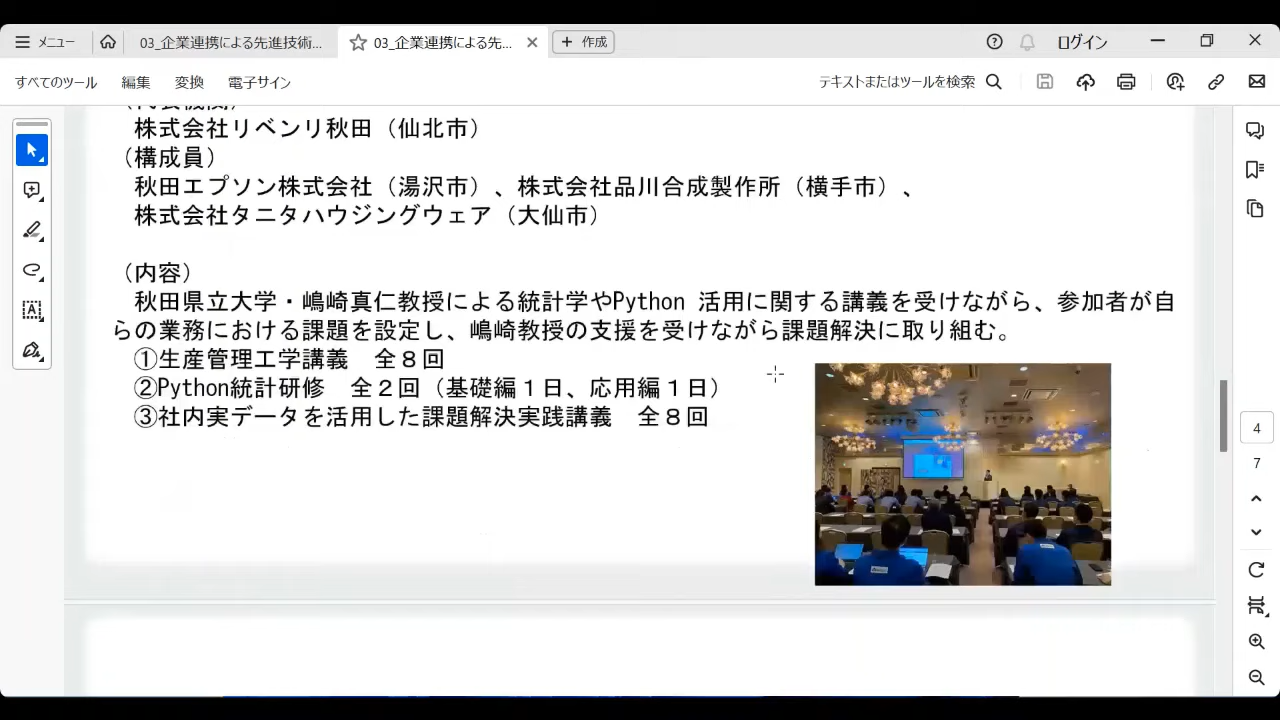 メニュー
03_企業連携による先進技術...
03_企業連携による先...
作成
ログイン
すべてのツール
編集
変換
電子サイン
テキストまたはツールを検索
（代表機関）
株式会社リベンリ秋田（仙北市）
（構成員）
秋田エプソン株式会社（湯沢市）、株式会社品川合成製作所（横手市）、
株式会社タニタハウジングウェア（大仙市）
（内容）
秋田県立大学・嶋崎真仁教授による統計学やPython 活用に関する講義を受けながら、参加者が自
らの業務における課題を設定し、嶋崎教授の支援を受けながら課題解決に取り組む。
①生産管理工学講義　全８回
②Python統計研修　全２回（基礎編１日、応用編１日）
③社内実データを活用した課題解決実践講義　全８回
4
7